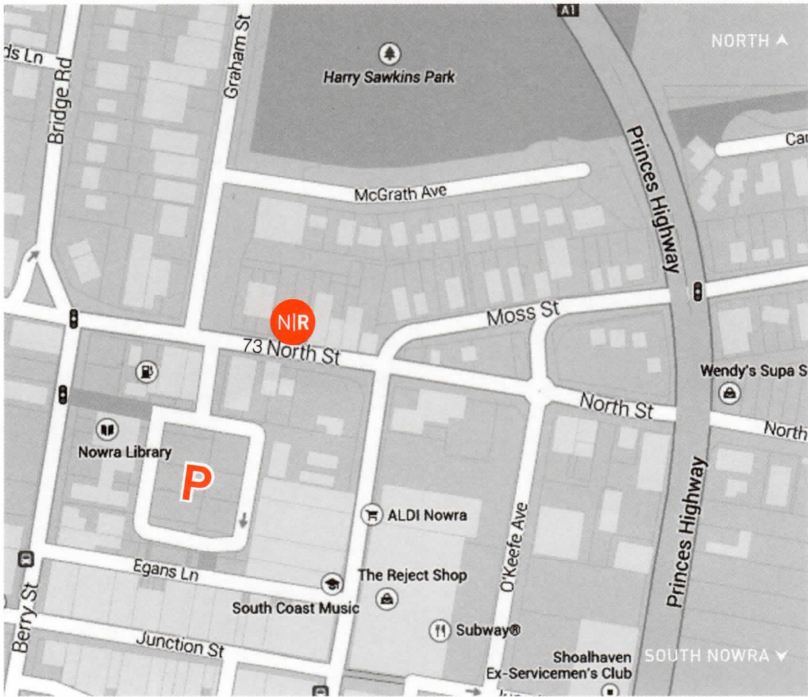 A1
NORTH
ds Ln
Bridge Rd
Graham St
Harry Sawkins Park
Princes Highway
McGrath Ave
N|R
73 North St
Moss St
Wendy's Supa S
North St
North
Nowra Library
P
ALDI Nowra
O'Keefe Ave
Princes Highway
Egans Ln
The Reject Shop
South Coast Music
Subway®
Berry St
Junction St
Shoalhaven
Ex-Servicemen's Club
SOUTH NOWRA